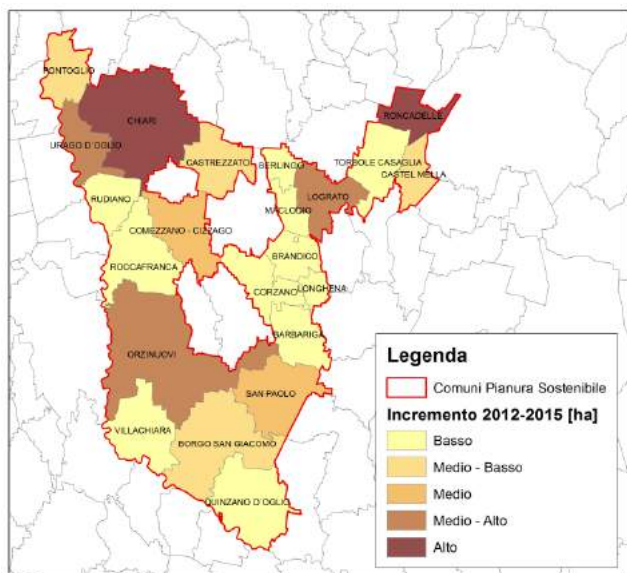 PONTOGLIO
CHIARI
RONCADELLE
URAGO D'OGLIO
CASTREZZATO
BERLINGO
TORBOLE CASAGLIA
CASTEL MELLA
RUDIANO
MACLODIO
LOGRATO
COMEZZANO - CIZZAGO
BRANDICO
ROCCAFRANCA
CORZANO
LONGHENA
BARBARIGA
ORZINUOVI
SAN PAOLO
VILLACHIARA
BORGO SAN GIACOMO
QUINZANO D'OGLIO
Legenda
Comuni Pianura Sostenibile
Incremento 2012-2015 [ha]
Basso
Medio - Basso
Medio
Medio - Alto
Alto